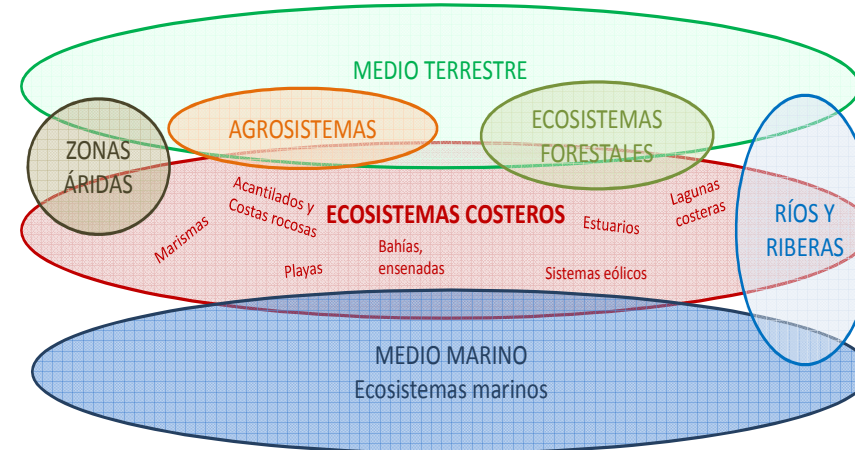 MEDIO TERRESTRE
AGROSISTEMAS
ECOSISTEMAS
FORESTALES
ZONAS
ÁRIDAS
Acantilados y
Costas rocosas
ECOSISTEMAS COSTEROS
Lagunas
costeras
RÍOS Y
RIBERAS
Marismas
Estuarios
Playas
Bahías,
ensenadas
Sistemas eólicos
MEDIO MARINO
Ecosistemas marinos